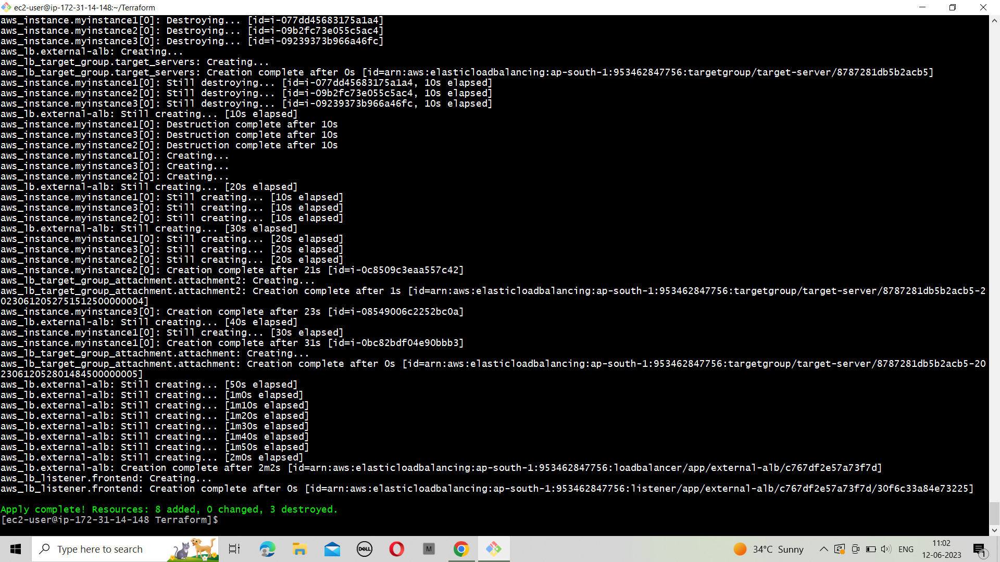 ec2-user@ip-172-31-14-148:~/Terraform
aws_instance.myinstance1[0]: Destroying... [id=i-077dd45683175a1a4]
aws_instance.myinstance2[0]: Destroying... [id=i-09b2fc73e055c5ac4]
aws_instance.myinstance3[0]: Destroying... [id=i-09239373b966a46fc]
aws_lb.external-alb: Creating...
aws_lb_target_group.target_servers: Creating...
aws_lb_target_group.target_servers: Creation complete after 0s [id=arn:aws:elasticloadbalancing:ap-south-1:953462847756:targetgroup/target-server/8787281db5b2acb5]
aws_instance.myinstance1[0]: Still destroying... [id=i-077dd45683175a1a4, 10s elapsed]
aws_instance.myinstance2[0]: Still destroying... [id=i-09b2fc73e055c5ac4, 10s elapsed]
aws_instance.myinstance3[0]: Still destroying... [id=i-09239373b966a46fc, 10s elapsed]
aws_lb.external-alb: Still creating... [10s elapsed]
aws_instance.myinstance1[0]: Destruction complete after 10s
aws_instance.myinstance3[0]: Destruction complete after 10s
aws_instance.myinstance2[0]: Destruction complete after 10s
aws_instance.myinstance1[0]: Creating...
aws_instance.myinstance3[0]: Creating...
aws_instance.myinstance2[0]: Creating...
aws_lb.external-alb: Still creating... [20s elapsed]
aws_instance.myinstance1[0]: Still creating... [10s elapsed]
aws_instance.myinstance3[0]: Still creating... [10s elapsed]
aws_instance.myinstance2[0]: Still creating... [10s elapsed]
aws_lb.external-alb: Still creating... [30s elapsed]
aws_instance.myinstance1[0]: Still creating... [20s elapsed]
aws_instance.myinstance3[0]: Still creating... [20s elapsed]
aws_instance.myinstance2[0]: Still creating... [20s elapsed]
aws_instance.myinstance2[0]: Creation complete after 21s [id=i-0c8509c3eaa557c42]
aws_lb_target_group_attachment.attachment2: Creating...
aws_lb_target_group_attachment.attachment2: Creation complete after 1s [id=arn:aws:elasticloadbalancing:ap-south-1:953462847756:targetgroup/target-server/8787281db5b2acb5-2
0230612052751512500000004]
aws_instance.myinstance3[0]: Creation complete after 23s [id=i-08549006c2252bc0a]
aws_lb.external-alb: Still creating... [40s elapsed]
aws_instance.myinstance1[0]: Still creating... [30s elapsed]
aws_instance.myinstance1[0]: Creation complete after 31s [id=i-0bc82bdf04e90bbb3]
aws_lb_target_group_attachment.attachment: Creating...
aws_lb_target_group_attachment.attachment: Creation complete after 0s [id=arn:aws:elasticloadbalancing:ap-south-1:953462847756:targetgroup/target-server/8787281db5b2acb5-20
230612052801484500000005]
aws_lb.external-alb: Still creating... [50s elapsed]
aws_lb.external-alb: Still creating... [1m0s elapsed]
aws_lb.external-alb: Still creating... [1m10s elapsed]
aws_lb.external-alb: Still creating... [1m20s elapsed]
aws_lb.external-alb: Still creating... [1m30s elapsed]
aws_lb.external-alb: Still creating... [1m40s elapsed]
aws_lb.external-alb: Still creating... [1m50s elapsed]
aws_lb.external-alb: Still creating... [2m0s elapsed]
aws_lb.external-alb: Creation complete after 2m2s [id=arn:aws:elasticloadbalancing:ap-south-1:953462847756:loadbalancer/app/external-alb/c767df2e57a73f7d]
aws_lb_listener.frontend: Creating...
aws_lb_listener.frontend: Creation complete after 0s [id=arn:aws:elasticloadbalancing:ap-south-1:953462847756:listener/app/external-alb/c767df2e57a73f7d/30f6c33a84e73225]
Apply complete! Resources: 8 added, 0 changed, 3 destroyed.
[ec2-user@ip-172-31-14-148 Terraform]$
Type here to search
DELL
M
34°C Sunny
ENG
11:02
12-06-2023
1